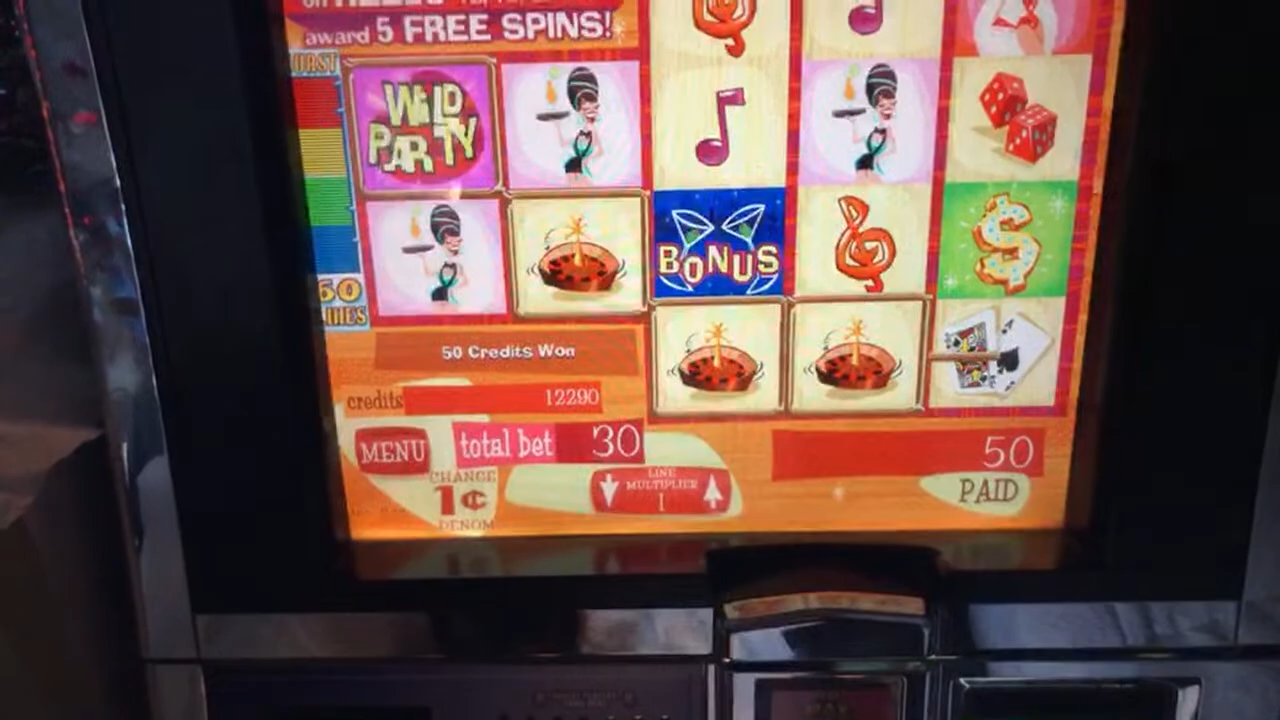 award 5 FREE SPINS!
WILD
PARTY
BONUS
50 Credits Won
credits 12290
MENU
total bet 30
50
PAID
CHANGE
1¢
DENOM
LINE
MULTIPLIER
1